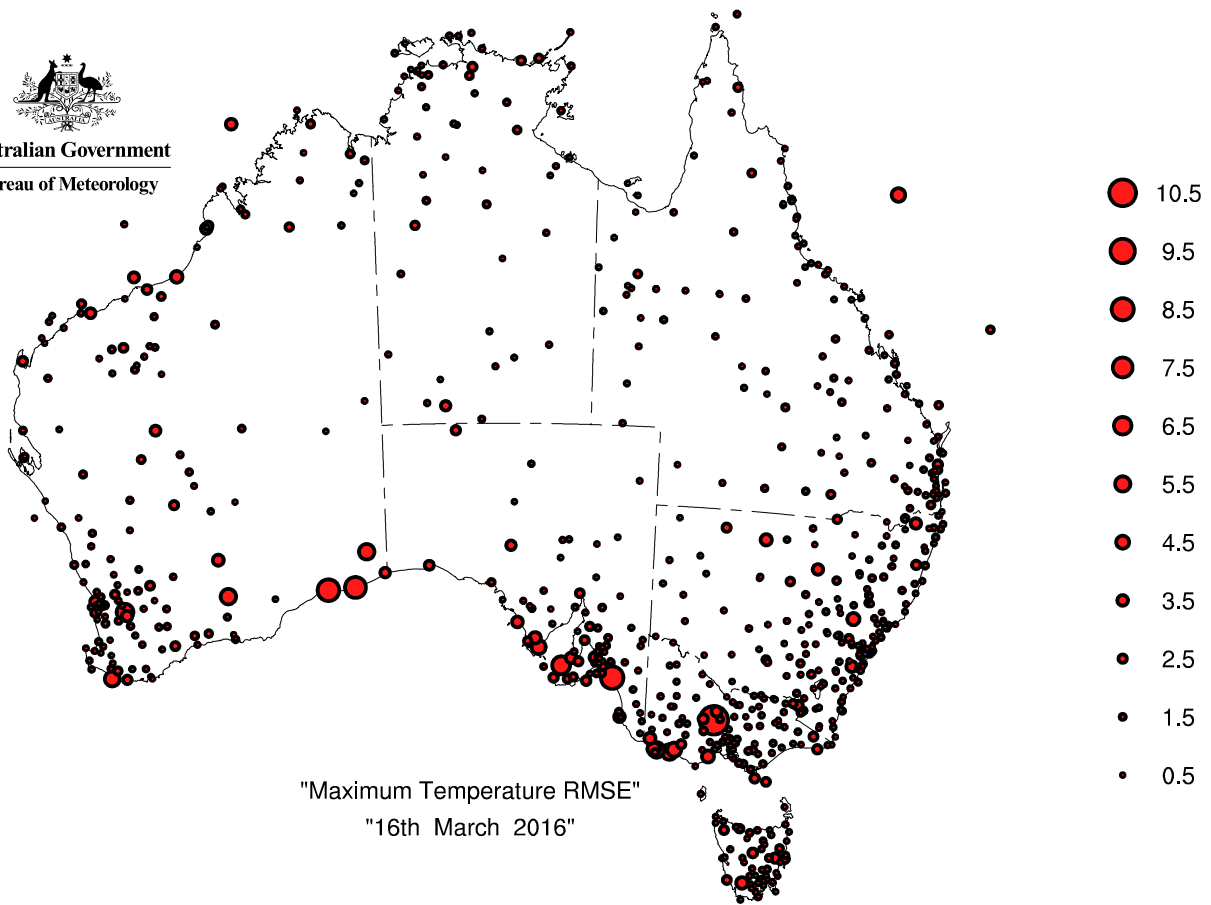 AUSTRALIA
tralian Government
reau of Meteorology
10.5
9.5
8.5
7.5
6.5
5.5
4.5
3.5
2.5
1.5
0.5
"Maximum Temperature RMSE"
"16th March 2016"